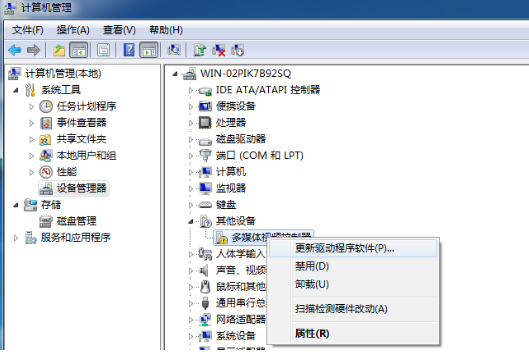 计算机管理
文件(F) 操作(A) 查看(V) 帮助(H)
计算机管理(本地)
系统工具
任务计划程序
事件查看器
共享文件夹
本地用户和组
性能
设备管理器
存储
磁盘管理
服务和应用程序
WIN-02PIK7B92SQ
IDE ATA/ATAPI 控制器
便携设备
处理器
磁盘驱动器
端口 (COM 和 LPT)
计算机
监视器
键盘
其他设备
多媒体视频控制器
人体学输入
声音、视频
鼠标和其他
通用串行总
网络适配器
系统设备
更新驱动程序软件(P)...
禁用(D)
卸载(U)
扫描检测硬件改动(A)
属性(R)